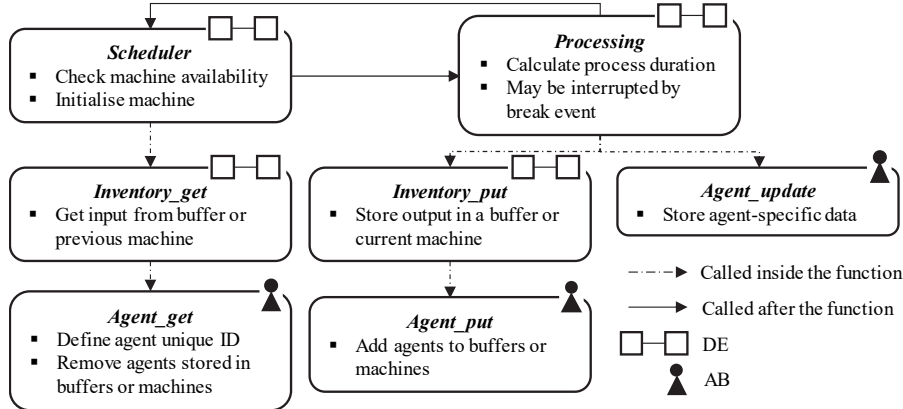 Scheduler
▪ Check machine availability
▪ Initialise machine
Processing
▪ Calculate process duration
▪ May be interrupted by
break event
Inventory_get
▪ Get input from buffer or
previous machine
Inventory_put
▪ Store output in a buffer or
current machine
Agent_update
▪ Store agent-specific data
Agent_get
▪ Define agent unique ID
▪ Remove agents stored in
buffers or machines
Agent_put
▪ Add agents to buffers or
machines
Called inside the function
Called after the function
DE
AB